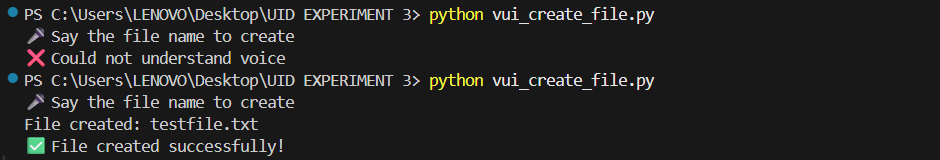 PS C:\Users\LENOVO\Desktop\UID EXPERIMENT 3> python vui_create_file.py
🎤 Say the file name to create
❌ Could not understand voice
PS C:\Users\LENOVO\Desktop\UID EXPERIMENT 3> python vui_create_file.py
🎤 Say the file name to create
File created: testfile.txt
✅ File created successfully!